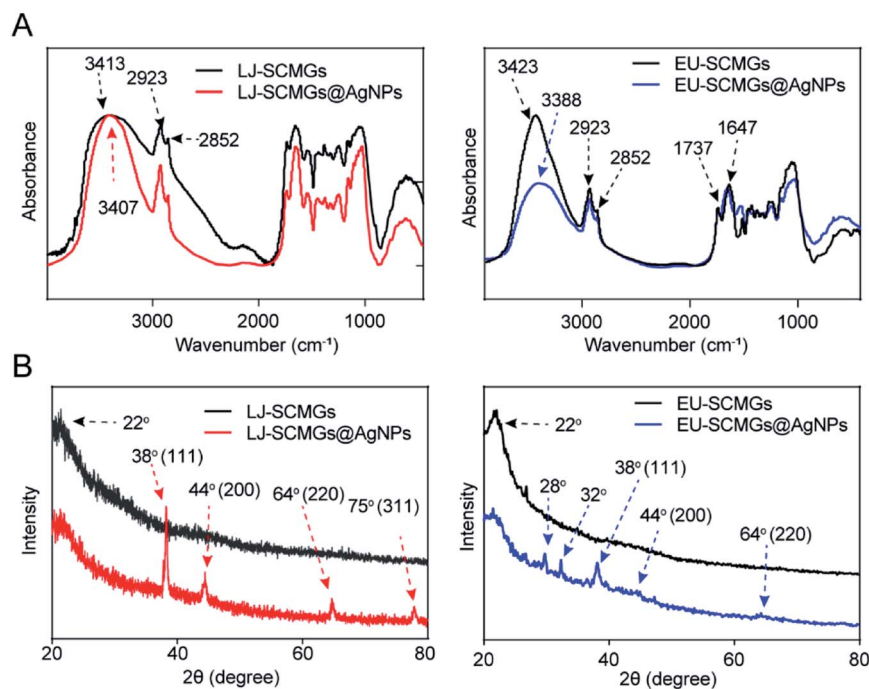 A
3413
2923
LJ-SCMGs
LJ-SCMGs@AgNPs
2852
3407
Absorbance
3000
2000
1000
Wavenumber (cm⁻¹)
3423
3388
2923
2852
EU-SCMGs
EU-SCMGs@AgNPs
1737
1647
Absorbance
3000
2000
1000
Wavenumber (cm⁻¹)
B
22°
LJ-SCMGs
LJ-SCMGs@AgNPs
38° (111)
44° (200)
64° (220)
75° (311)
Intensity
20
40
60
80
2θ (degree)
22°
EU-SCMGs
EU-SCMGs@AgNPs
28°
32°
38° (111)
44° (200)
64° (220)
Intensity
20
40
60
80
2θ (degree)